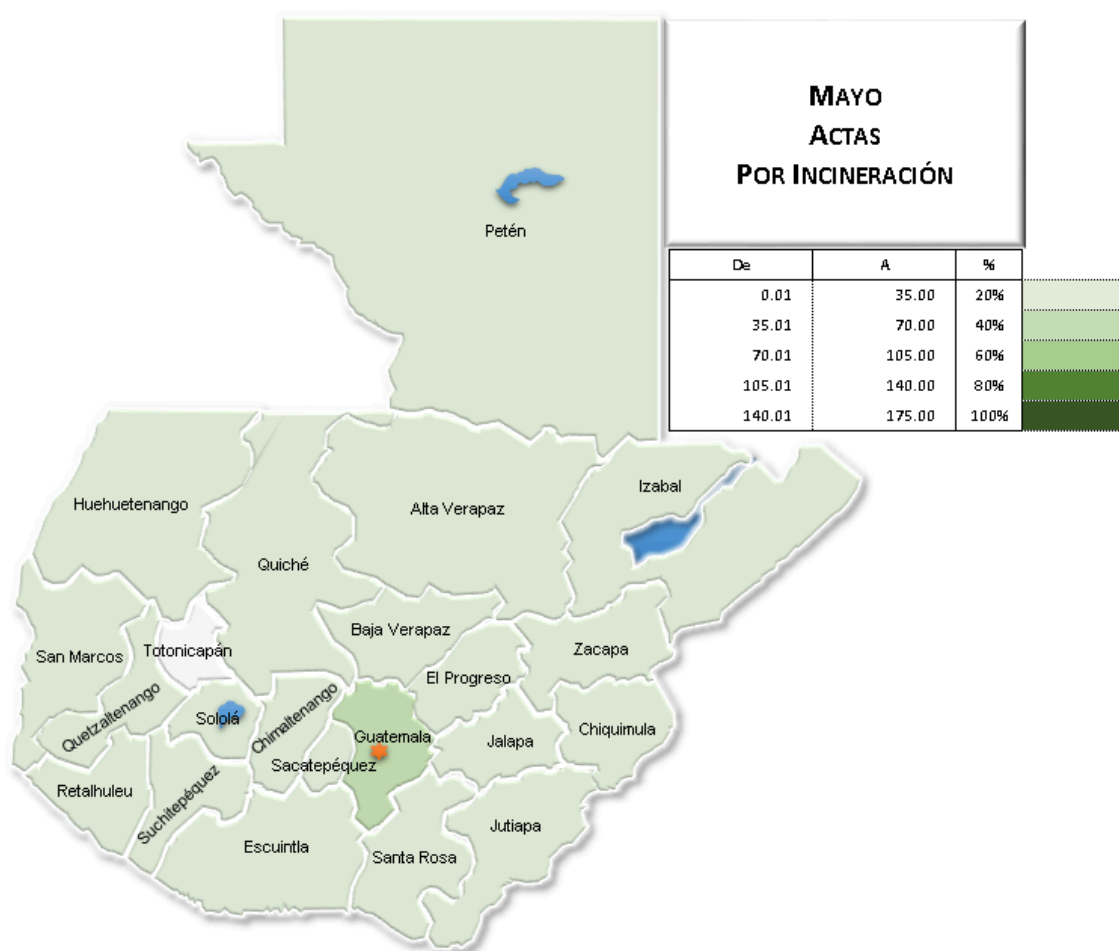 MAYO
ACTAS
POR INCINERACIÓN
De A %
0.01 35.00 20%
35.01 70.00 40%
70.01 105.00 60%
105.01 140.00 80%
140.01 175.00 100%
Petén
Izabal
Huehuetenango
Alta Verapaz
Quiché
Baja Verapaz
Zacapa
Totonicapán
San Marcos
El Progreso
Quetzaltenango
Sololá
Chimaltenango
Guatemala
Chiquimula
Jalapa
Sacatepéquez
Retalhuleu
Suchitepéquez
Jutiapa
Escuintla
Santa Rosa